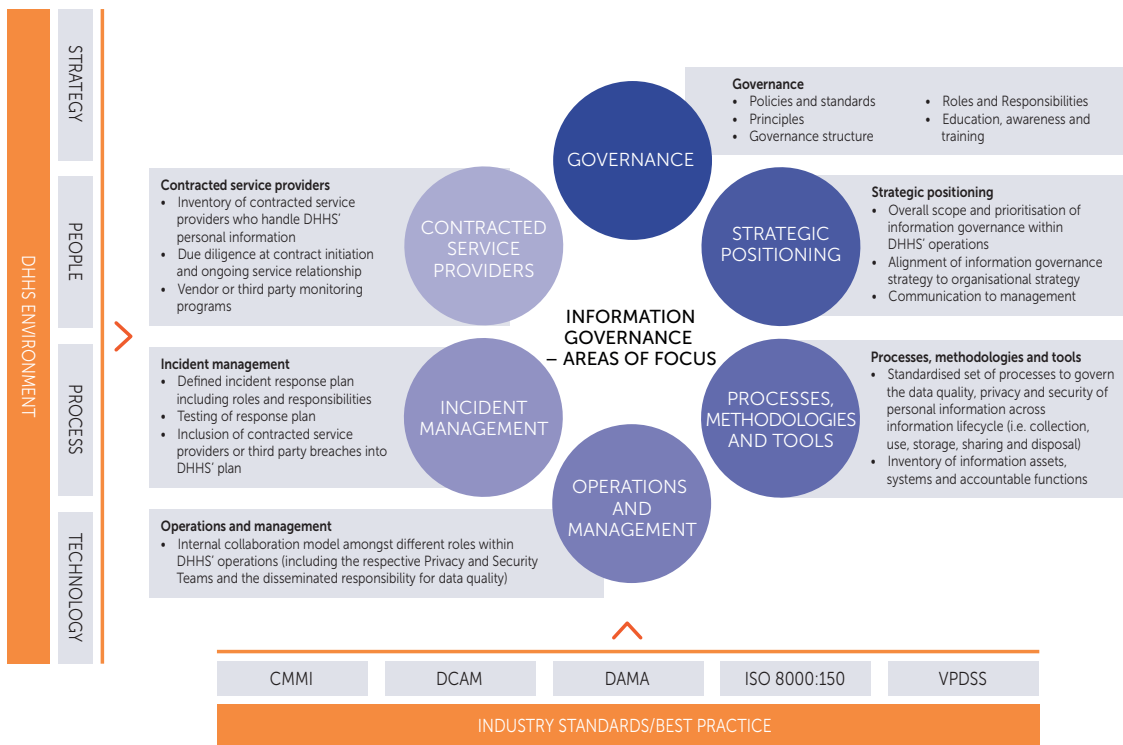 DHHS ENVIRONMENT
STRATEGY
PEOPLE
PROCESS
TECHNOLOGY
GOVERNANCE
Governance
• Policies and standards
• Principles
• Governance structure
• Roles and Responsibilities
• Education, awareness and
training
STRATEGIC
POSITIONING
Strategic positioning
• Overall scope and prioritisation of
information governance within
DHHS' operations
• Alignment of information governance
strategy to organisational strategy
• Communication to management
PROCESSES,
METHODOLOGIES
AND TOOLS
Processes, methodologies and tools
• Standardised set of processes to govern
the data quality, privacy and security of
personal information across
information lifecycle (i.e. collection,
use, storage, sharing and disposal)
• Inventory of information assets,
systems and accountable functions
OPERATIONS
AND
MANAGEMENT
Operations and management
• Internal collaboration model amongst different roles within
DHHS' operations (including the respective Privacy and Security
Teams and the disseminated responsibility for data quality)
INCIDENT
MANAGEMENT
Incident management
• Defined incident response plan
including roles and responsibilities
• Testing of response plan
• Inclusion of contracted service
providers or third party breaches into
DHHS' plan
CONTRACTED
SERVICE
PROVIDERS
Contracted service providers
• Inventory of contracted service
providers who handle DHHS'
personal information
• Due diligence at contract initiation
and ongoing service relationship
• Vendor or third party monitoring
programs
INFORMATION
GOVERNANCE
– AREAS OF FOCUS
CMMI
DCAM
DAMA
ISO 8000:150
VPDSS
INDUSTRY STANDARDS/BEST PRACTICE